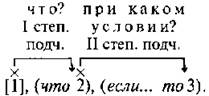 что? при каком
I степ. условии?
подч. II степ. подч.
[1], (что 2), (если... то 3).